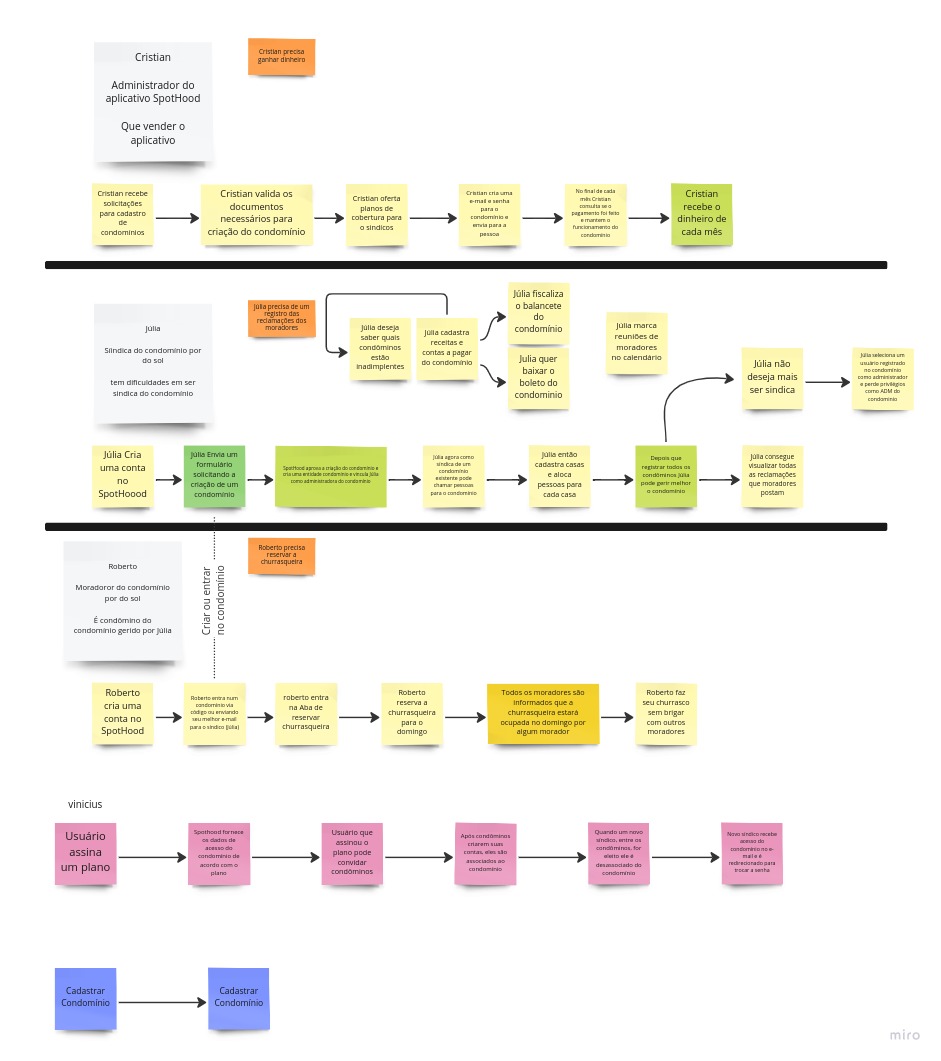 Cristian
Administrador do
aplicativo SpotHood
Que vender o
aplicativo
Cristian precisa
ganhar dinheiro
Cristian recebe
solicitações
para cadastro
de
condomínios
Cristian valida os
documentos
necessários para
criação do condomínio
Cristian oferta
planos de
cobertura para
o sindicos
Cristian cria uma
e-mail e senha
para o
condomínio e
envia para a
pessoa
No final de cada
mês Cristian
consulta se o
pagamento foi feito
e mantem o
funcionamento do
condomínio
Cristian
recebe o
dinheiro de
cada mês
Júlia
Síindica do condomínio por
do sol
tem dificuldades em ser
sindica do condomínio
Júlia precisa de um
registro das
reclamações dos
moradores
Júlia deseja
saber quais
condôminos
estão
inadimplentes
Júlia cadastra
receitas e
contas a pagar
do condomínio
Júlia fiscaliza
o balancete
do
condomínio
Julia quer
baixar o
boleto do
condominio
Júlia marca
reuniões de
moradores
no calendário
Júlia não
deseja mais
ser sindica
Júlia seleciona um
usuário registrado
no condomínio
como administrador
e perde privilégios
como ADM do
condomínio
Júlia Cria
uma conta
no
SpotHoood
Júlia Envia um
formulário
solicitando a
criação de um
condomínio
SpotHood aprova a criação do condomínio e
cria uma entidade condomínio e vincula Júlia
como administradora do condomínio
Júlia agora como
síndica de um
condomínio
existente pode
chamar pessoas
para o condomínio
Júlia então
cadastra casas
e aloca
pessoas para
cada casa
Depois que
registrar todos os
condôminos Júlia
pode gerir melhor
o condomínio
Júlia consegue
visualizar todas
as reclamações
que moradores
postam
Criar ou entrar
no condomínio
Roberto
Moradoror do condomínio
por do sol
É condômino do
condomínio gerido por Júlia
Roberto precisa
reservar a
churrasqueira
Roberto
cria uma
conta no
SpotHood
Roberto entra num
condomínio via
código ou enviando
seu melhor e-mail
para o síndico (júlia)
roberto entra
na Aba de
reservar
churrasqueira
Roberto
reserva a
churrasqueira
para o
domingo
Todos os moradores são
informados que a
churrasqueira estará
ocupada no domingo por
algum morador
Roberto faz
seu churrasco
sem brigar
com outros
moradores
vinicius
Usuário
assina
um plano
Spothood fornece
os dados de
acesso do
condomínio de
acordo com o
plano
Usuário que
assinou o
plano pode
convidar
condôminos
Após condôminos
criarem suas
contas, eles são
associados ao
condomínio
Quando um novo
síndico, entre os
condôminos, for
eleito ele é
desassociado do
condomínio
Novo síndico recebe
acesso do
condomínio no e-
mail e é
redirecionado para
trocar a senha
Cadastrar
Condomínio
Cadastrar
Condomínio
miro